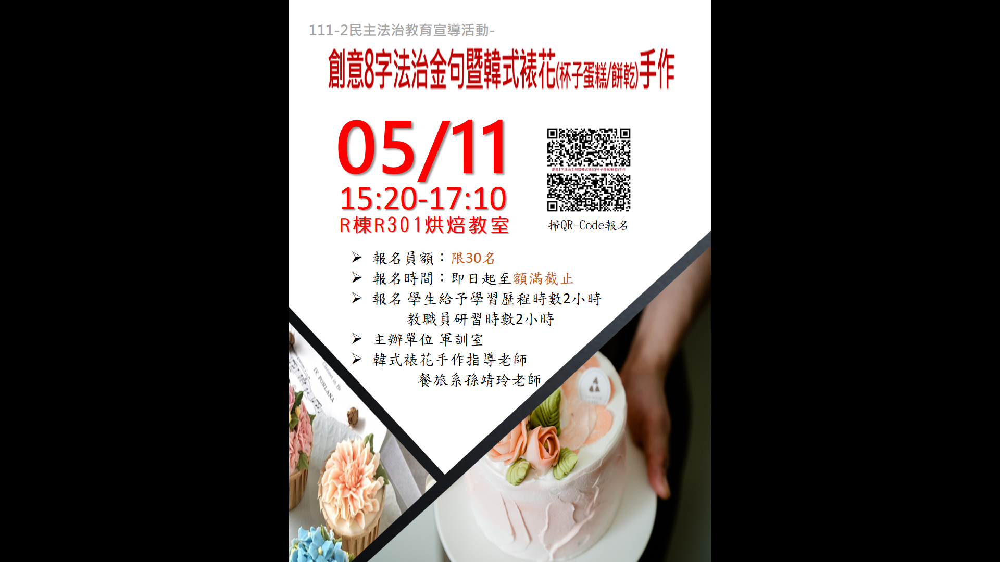 111-2民主法治教育宣導活動-
創意8字法治金句暨韓式裱花(杯子蛋糕/餅乾)手作
05/11
15:20-17:10
R棟R301烘焙教室
創意8字法治金句暨韓式裱花(杯子蛋糕/餅乾)手作
掃QR-Code報名
報名員額：限30名
報名時間：即日起至額滿截止
報名 學生給予學習歷程時數2小時
教職員研習時數2小時
主辦單位 軍訓室
韓式裱花手作指導老師
餐旅系孫靖玲老師
Clarinet in B♭
IV PORLANA